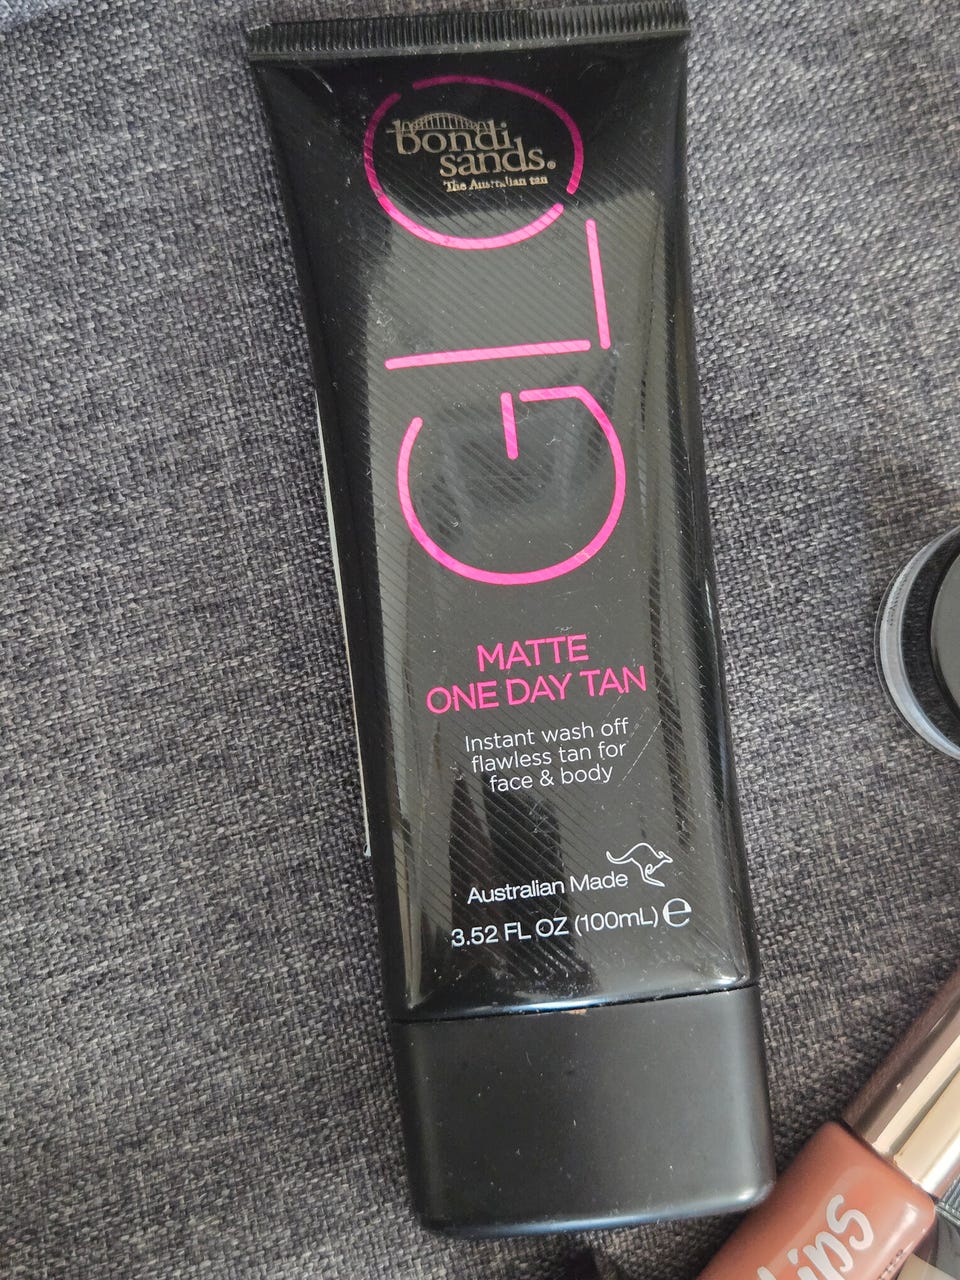 bondi
sands®
The Australian tan
GLO
MATTE
ONE DAY TAN
Instant wash off
flawless tan for
face & body
Australian Made
3.52 FL OZ (100mL) ℮